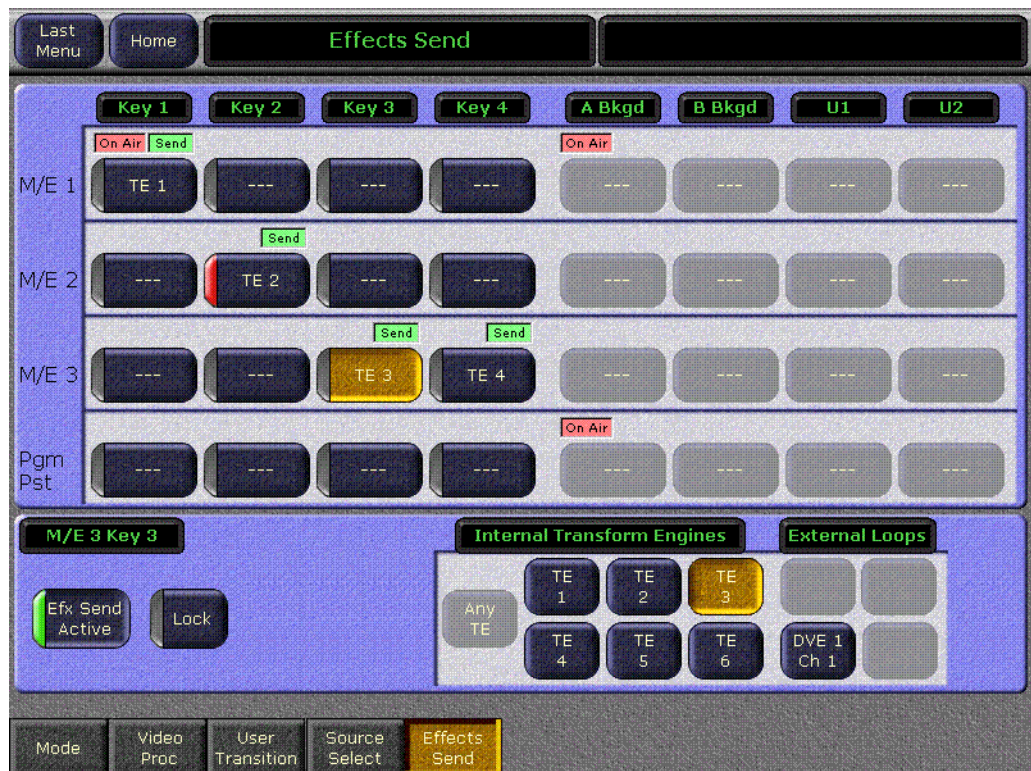 Last Menu
Home
Effects Send
Key 1
Key 2
Key 3
Key 4
A Bkgd
B Bkgd
U1
U2
On Air
Send
On Air
M/E 1
TE 1
---
---
---
---
---
---
---
Send
M/E 2
---
TE 2
---
---
---
---
---
---
Send
Send
M/E 3
---
---
TE 3
TE 4
---
---
---
---
On Air
Pgm
Pst
---
---
---
---
---
---
---
---
M/E 3 Key 3
Internal Transform Engines
External Loops
Efx Send
Active
Lock
Any
TE
TE
1
TE
2
TE
3
TE
4
TE
5
TE
6
DVE 1
Ch 1
Mode
Video
Proc
User
Transition
Source
Select
Effects
Send